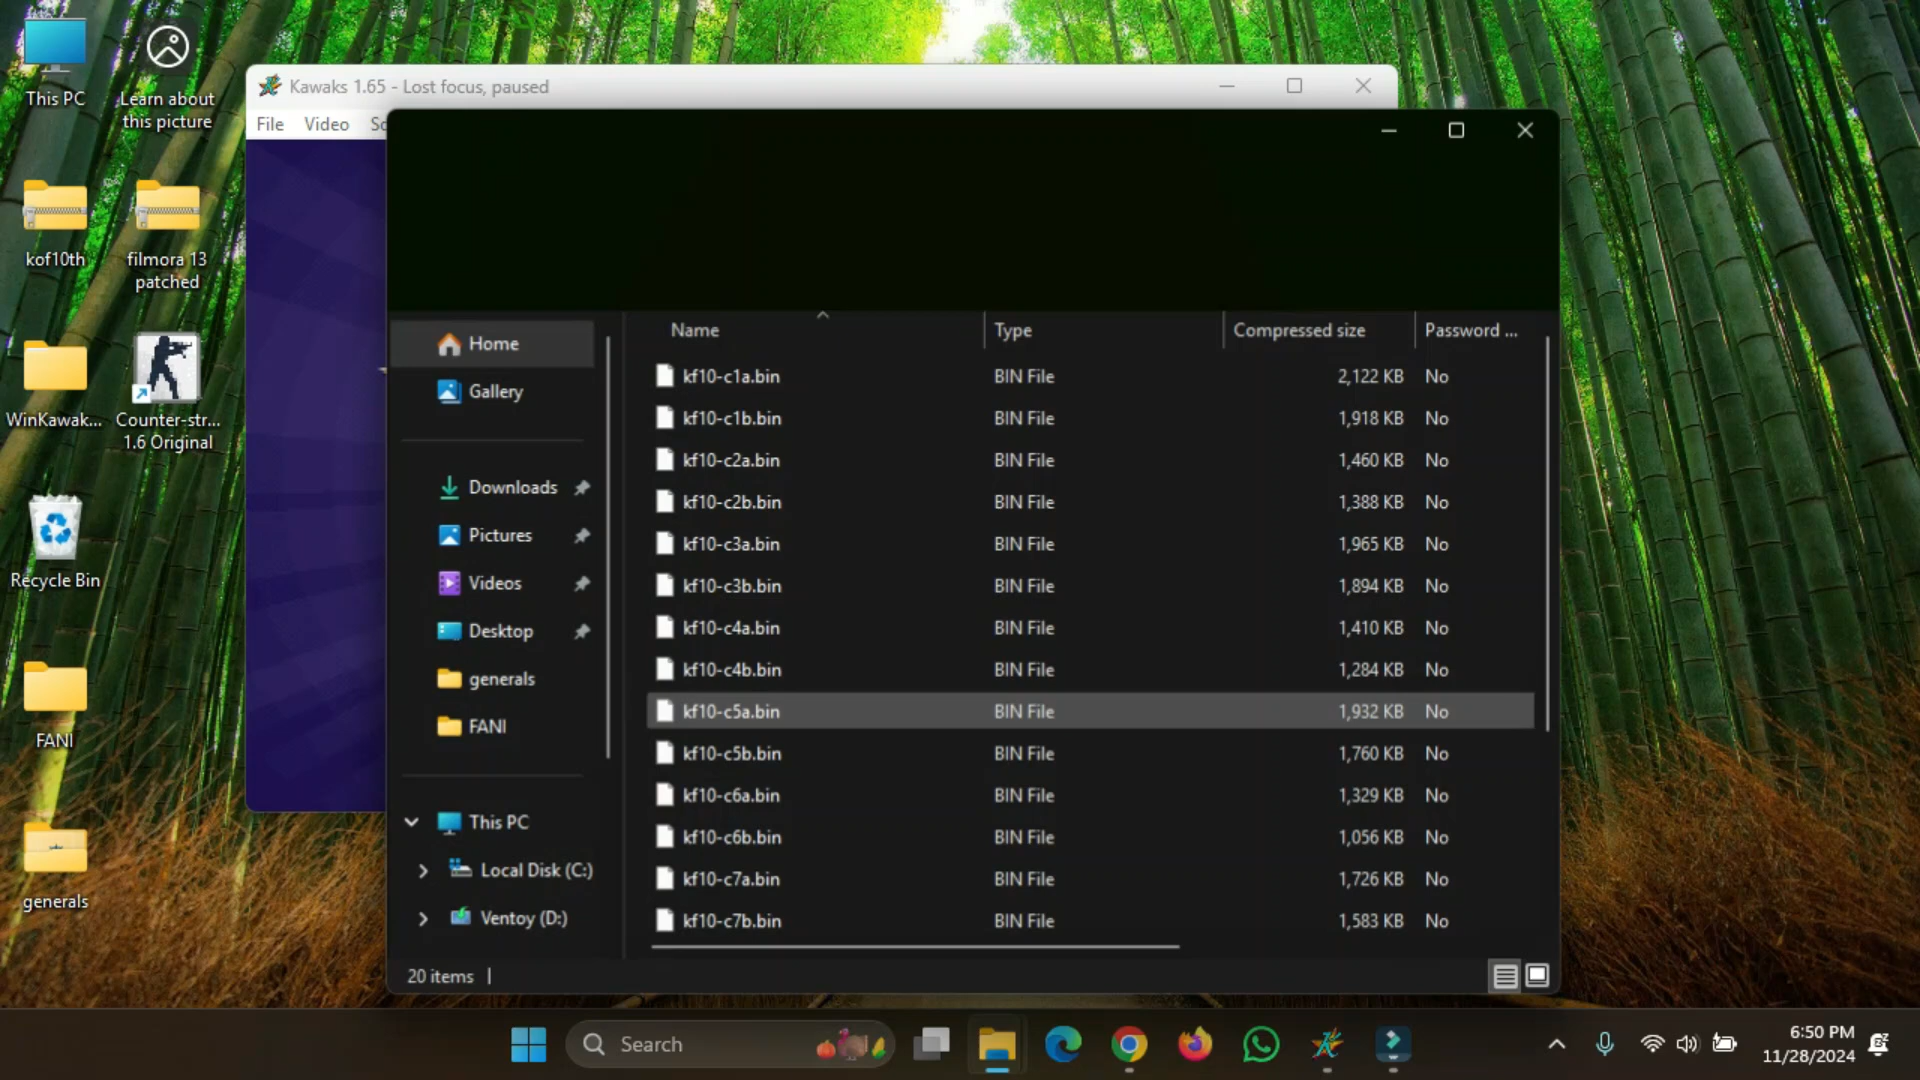 This PC
Learn about
this picture
kof10th
filmora 13
patched
WinKawak...
Counter-str...
1.6 Original
Recycle Bin
FANI
generals
Kawaks 1.65 - Lost focus, paused
File Video
Home
Gallery
Downloads
Pictures
Videos
Desktop
generals
FANI
This PC
Local Disk (C:)
Ventoy (D:)
Name Type Compressed size Password ...
kf10-c1a.bin BIN File 2,122 KB No
kf10-c1b.bin BIN File 1,918 KB No
kf10-c2a.bin BIN File 1,460 KB No
kf10-c2b.bin BIN File 1,388 KB No
kf10-c3a.bin BIN File 1,965 KB No
kf10-c3b.bin BIN File 1,894 KB No
kf10-c4a.bin BIN File 1,410 KB No
kf10-c4b.bin BIN File 1,284 KB No
kf10-c5a.bin BIN File 1,932 KB No
kf10-c5b.bin BIN File 1,760 KB No
kf10-c6a.bin BIN File 1,329 KB No
kf10-c6b.bin BIN File 1,056 KB No
kf10-c7a.bin BIN File 1,726 KB No
kf10-c7b.bin BIN File 1,583 KB No
20 items
Search
6:50 PM
11/28/2024